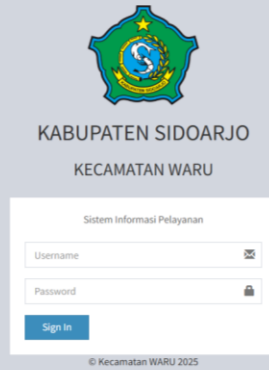 KABUPATEN SIDOARJO
KECAMATAN WARU
Sistem Informasi Pelayanan
Username
Password
Sign In
© Kecamatan WARU 2025